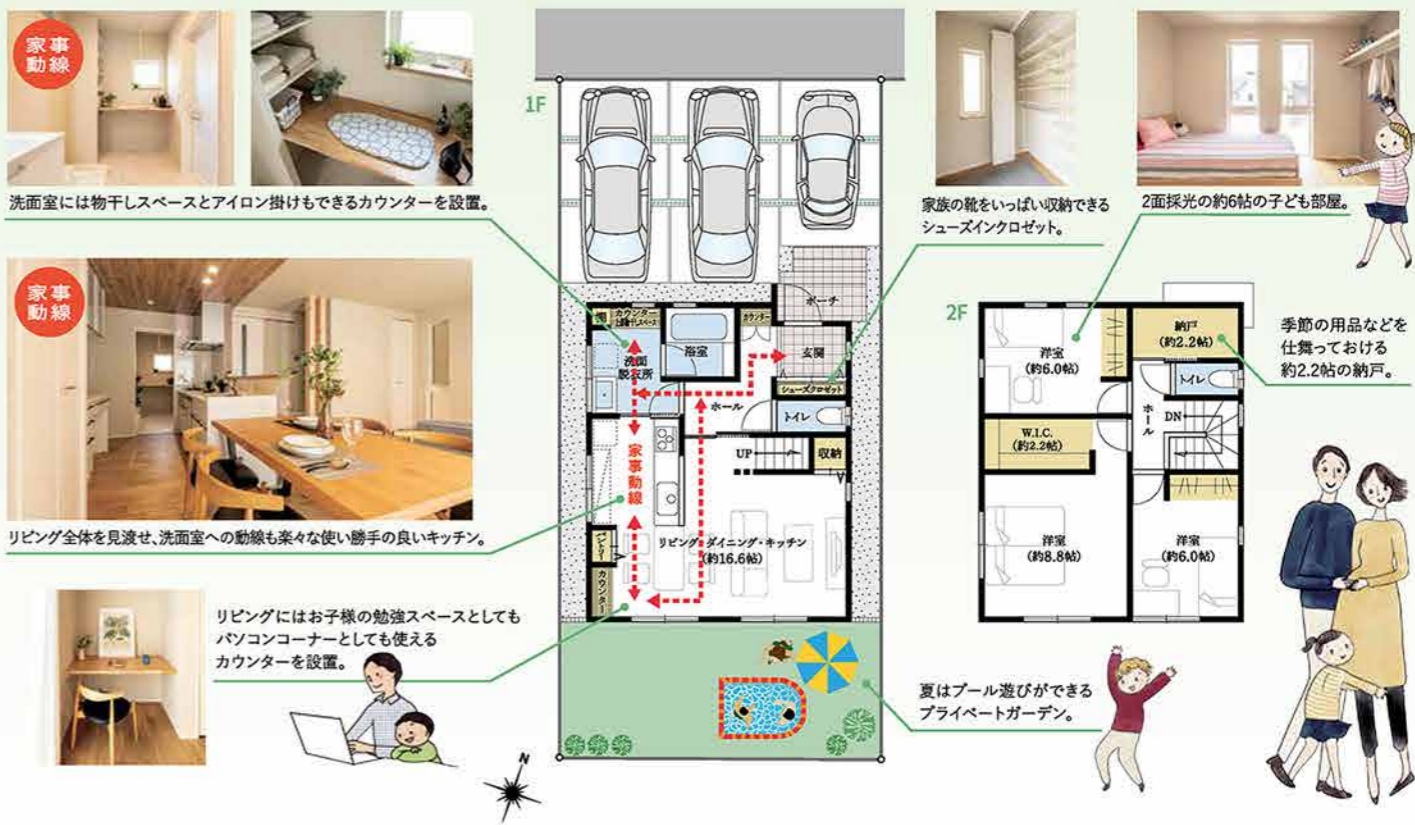 家事
動線
洗面室には物干しスペースとアイロン掛けもできるカウンターを設置。
家事
動線
リビング全体を見渡せ、洗面室への動線も楽々な使い勝手の良いキッチン。
リビングにはお子様の勉強スペースとしても
パソコンコーナーとしても使える
カウンターを設置。
N
1F
ポーチ
棚
カウンター
上部物干しスペース
洗面
脱衣所
浴室
カウンター
玄関
シューズクロゼット
ホール
トイレ
UP
収納
家事動線
パントリー
カウンター
リビング・ダイニング・キッチン
(約16.6帖)
家族の靴をいっぱい収納できる
シューズインクロゼット。
2面採光の約6帖の子ども部屋。
2F
洋室
(約6.0帖)
納戸
(約2.2帖)
トイレ
ホール
DN
W.I.C.
(約2.2帖)
洋室
(約8.8帖)
洋室
(約6.0帖)
季節の用品などを
仕舞っておける
約2.2帖の納戸。
夏はプール遊びができる
プライベートガーデン。